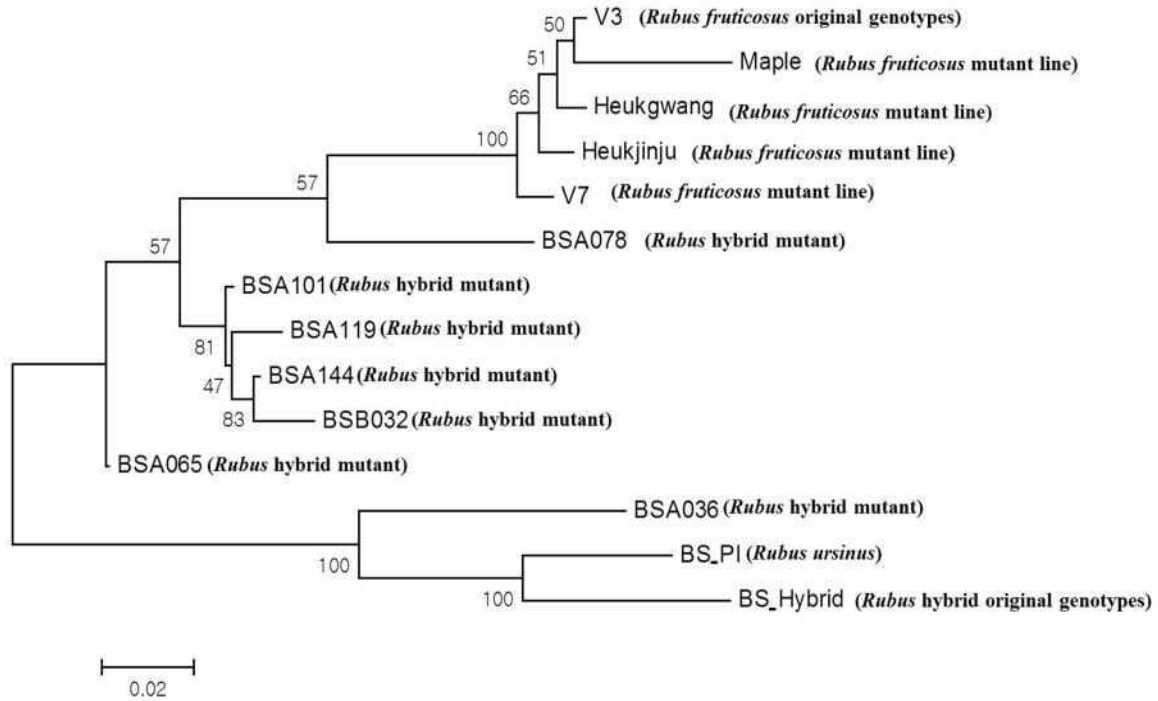 V3 (Rubus fruticosus original genotypes)
50
Maple (Rubus fruticosus mutant line)
51
Heukgwang (Rubus fruticosus mutant line)
66
Heukjinju (Rubus fruticosus mutant line)
100
V7 (Rubus fruticosus mutant line)
57
BSA078 (Rubus hybrid mutant)
57
BSA101 (Rubus hybrid mutant)
BSA119 (Rubus hybrid mutant)
81
BSA144 (Rubus hybrid mutant)
47
BSB032 (Rubus hybrid mutant)
83
BSA065 (Rubus hybrid mutant)
BSA036 (Rubus hybrid mutant)
BS_PI (Rubus ursinus)
100
BS_Hybrid (Rubus hybrid original genotypes)
100
0.02